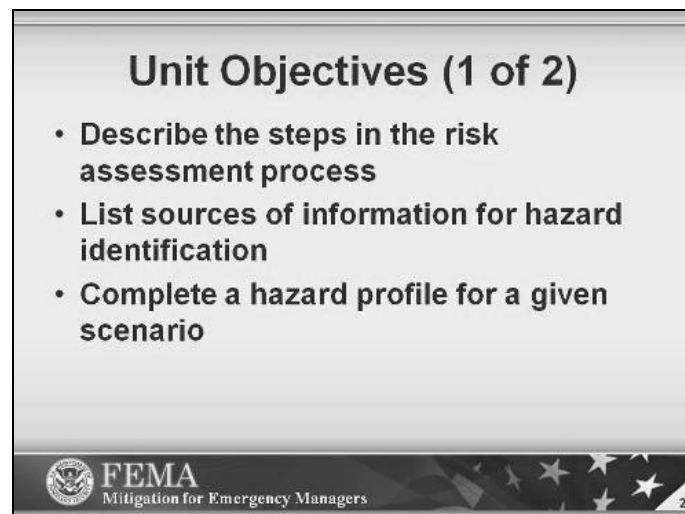 Unit Objectives (1 of 2)
• Describe the steps in the risk
assessment process
• List sources of information for hazard
identification
• Complete a hazard profile for a given
scenario
FEMA
Mitigation for Emergency Managers
2